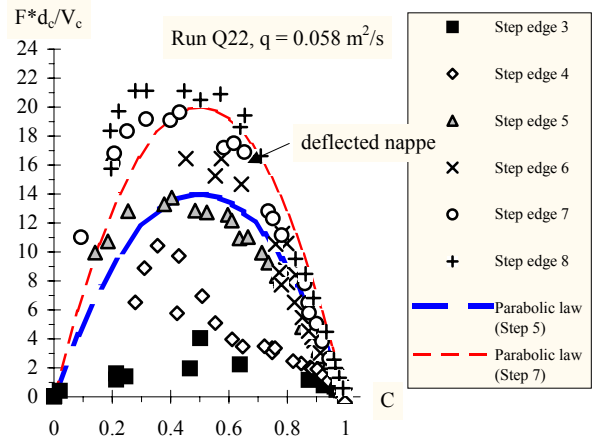 F*d_c/V_c
Run Q22, q = 0.058 m²/s
24
22
20
18
16
14
12
10
8
6
4
2
0
deflected nappe
0 0.2 0.4 0.6 0.8 1
C
Step edge 3
Step edge 4
Step edge 5
Step edge 6
Step edge 7
Step edge 8
Parabolic law
(Step 5)
Parabolic law
(Step 7)